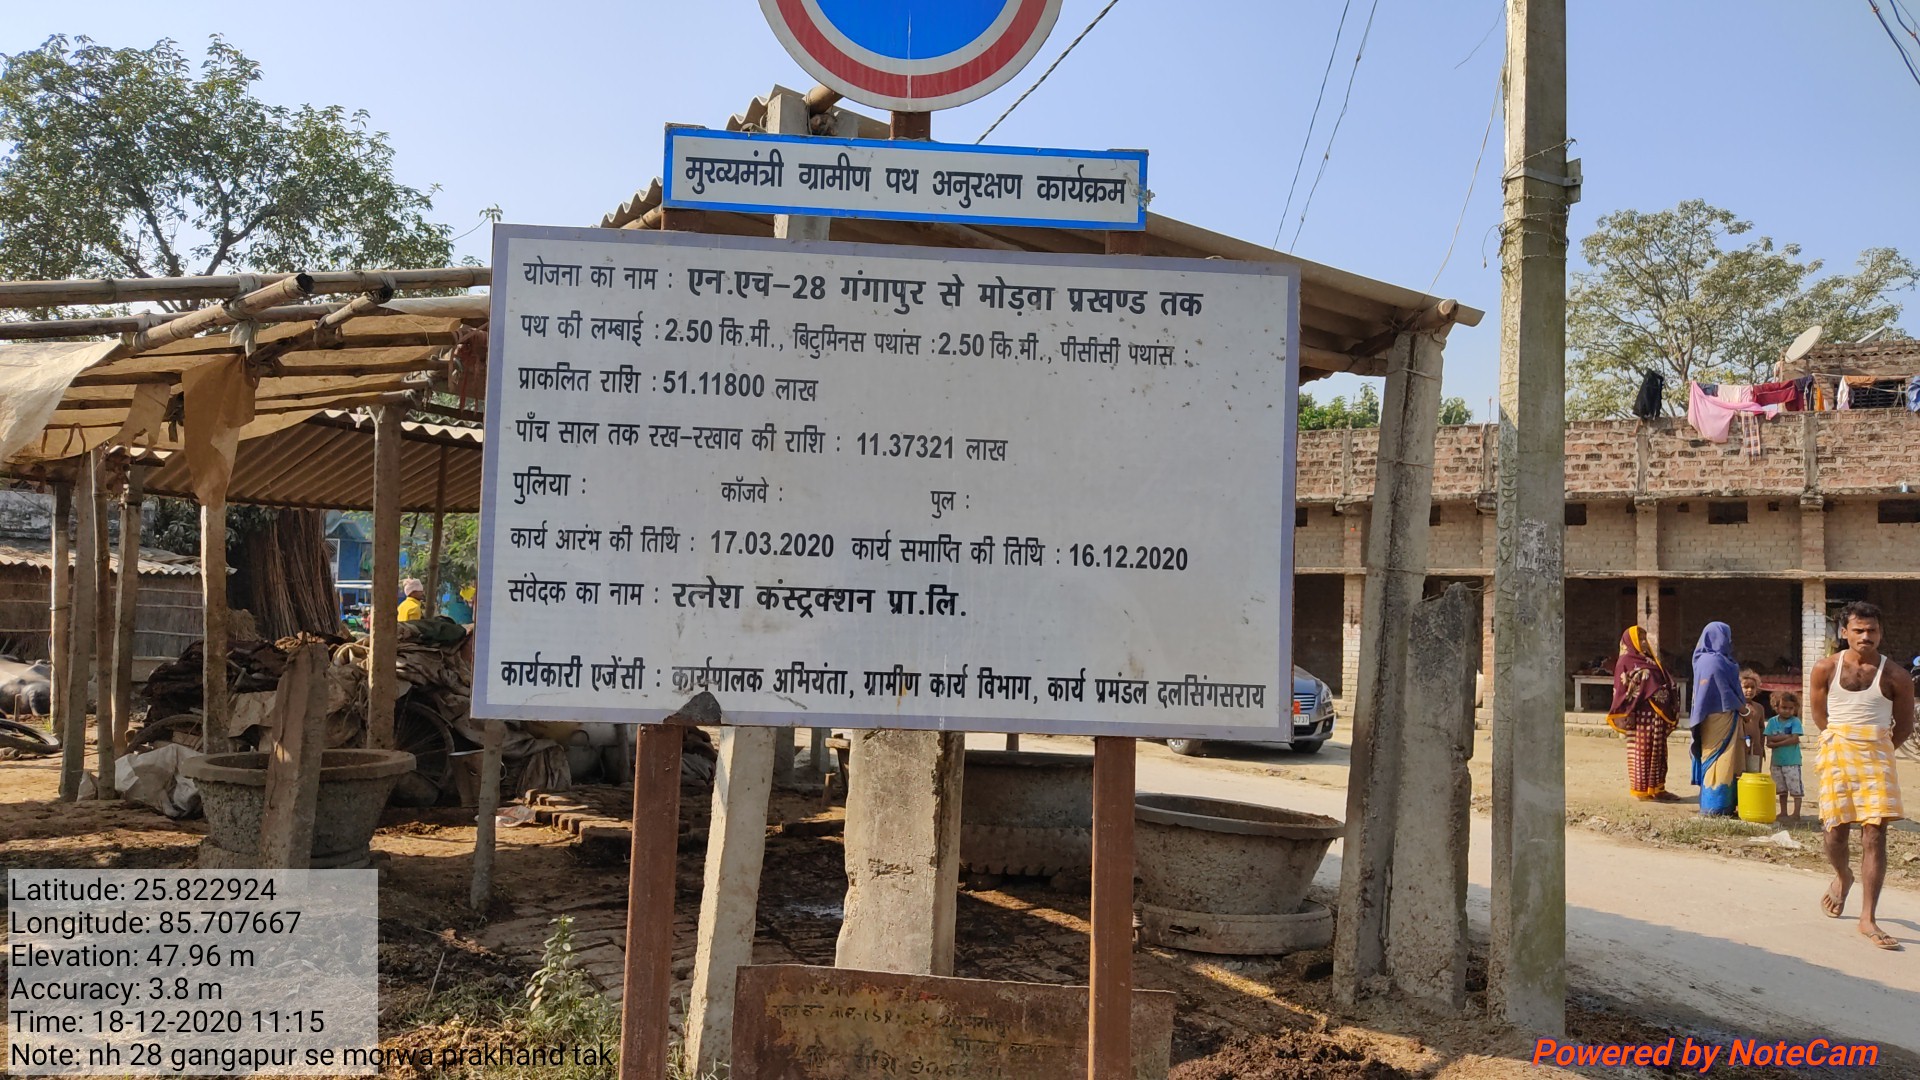 मुख्यमंत्री ग्रामीण पथ अनुरक्षण कार्यक्रम
योजना का नाम : एन.एच-28 गंगापुर से मोड़वा प्रखण्ड तक
पथ की लम्बाई : 2.50 कि.मी., बिटुमिनस पथांस : 2.50 कि.मी., पीसीसी पथांस :
प्राकलित राशि : 51.11800 लाख
पाँच साल तक रख-रखाव की राशि : 11.37321 लाख
पुलिया : कॉजवे : पुल :
कार्य आरंभ की तिथि : 17.03.2020 कार्य समाप्ति की तिथि : 16.12.2020
संवेदक का नाम : रत्नेश कंस्ट्रक्शन प्रा.लि.
कार्यकारी एजेंसी : कार्यपालक अभियंता, ग्रामीण कार्य विभाग, कार्य प्रमंडल दलसिंगसराय
Latitude: 25.822924
Longitude: 85.707667
Elevation: 47.96 m
Accuracy: 3.8 m
Time: 18-12-2020 11:15
Note: nh 28 gangapur se morwa prakhand tak
Powered by NoteCam